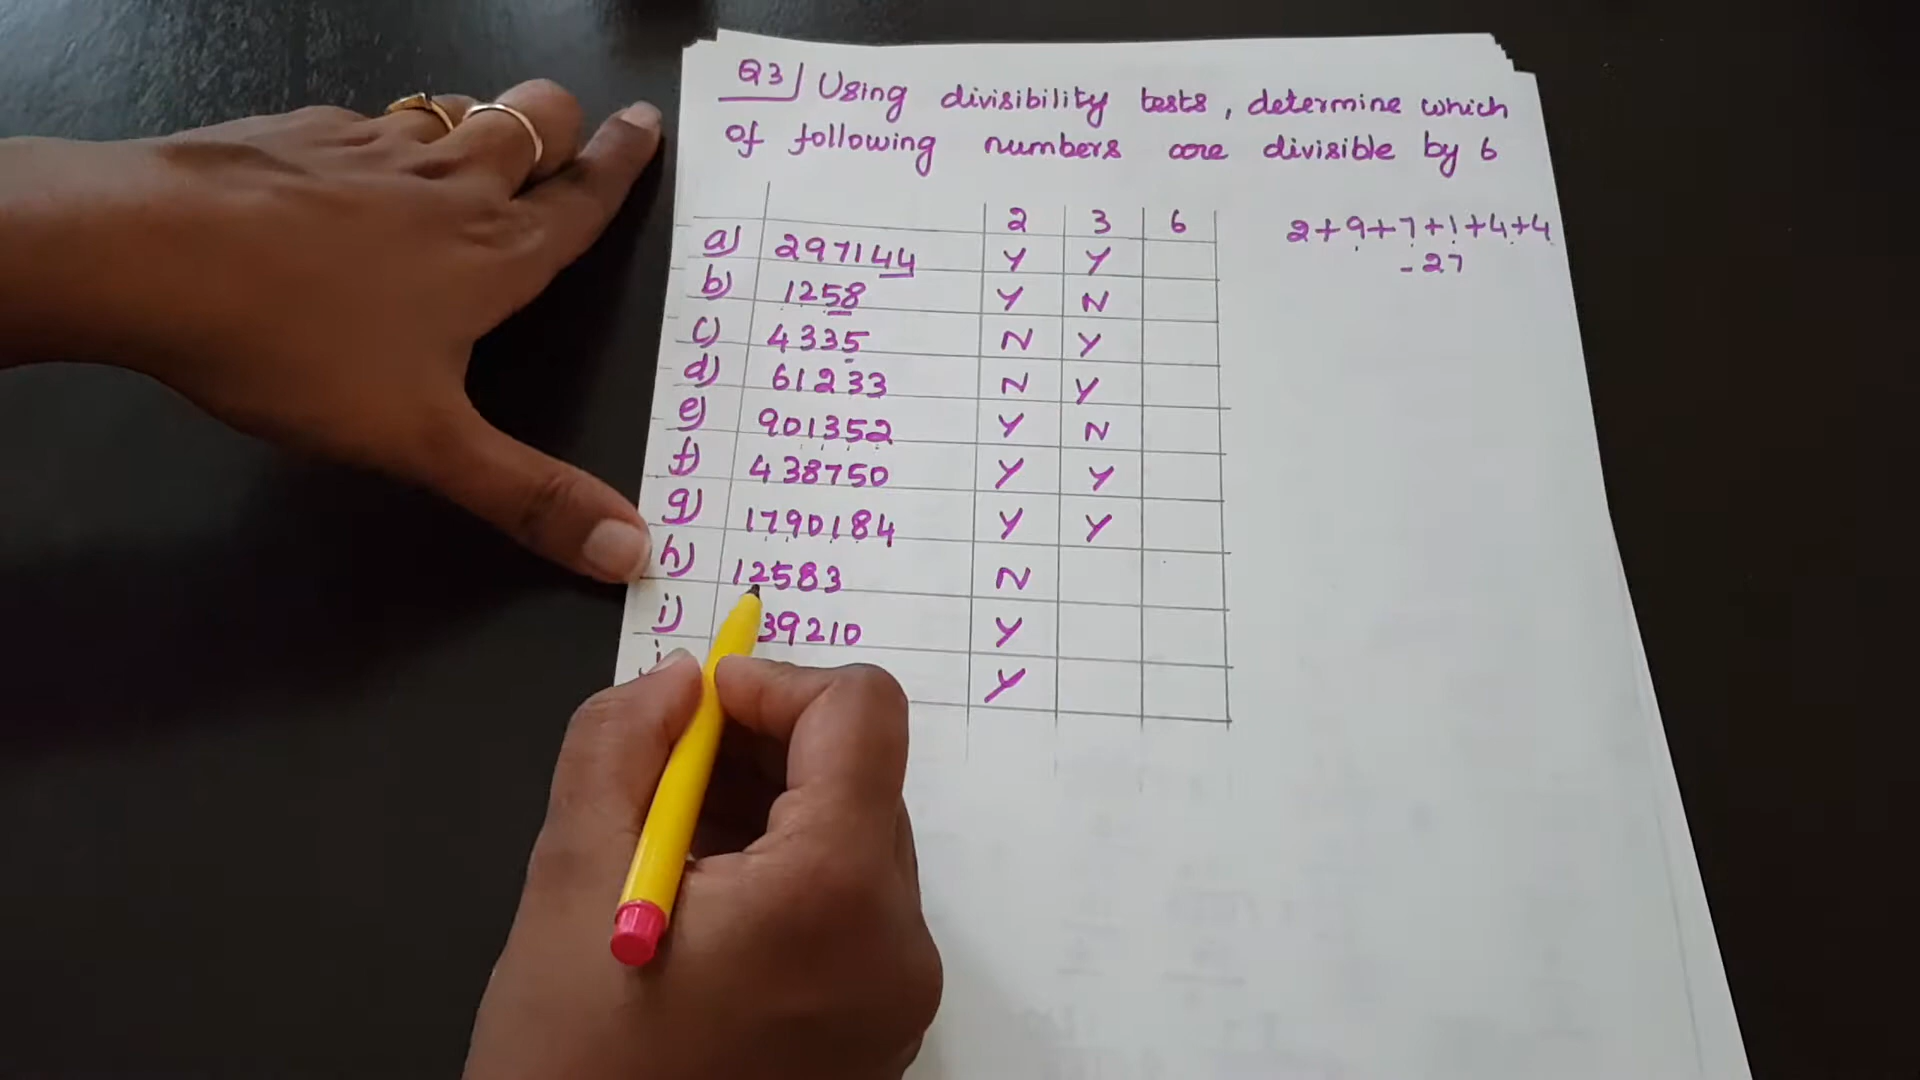 Q3) Using divisibility tests, determine which
of following numbers are divisible by 6
2 3 6
a) 297144 Y Y
b) 1258 Y N
c) 4335 N Y
d) 61233 N Y
e) 901352 Y N
f) 438750 Y Y
g) 1790184 Y Y
h) 12583 N
i) 39210 Y
j Y
2+9+7+1+4+4
-27